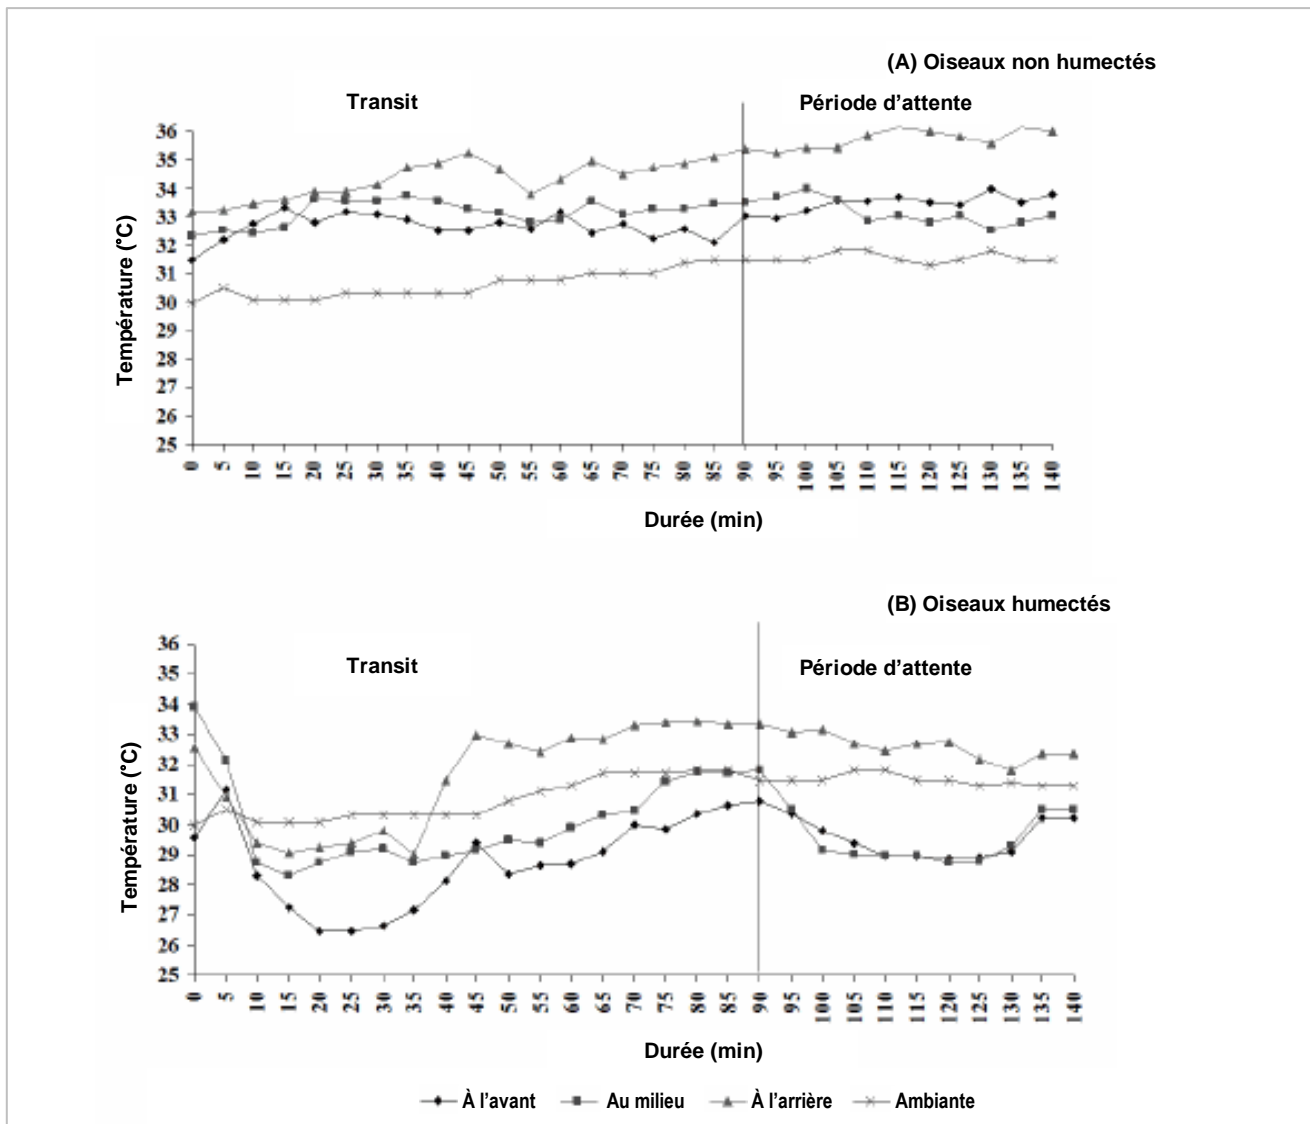 (A) Oiseaux non humectés
Transit
Période d'attente
36
35
34
33
32
31
30
29
28
27
26
25
Température (°C)
0 5 10 15 20 25 30 35 40 45 50 55 60 65 70 75 80 85 90 95 100 105 110 115 120 125 130 135 140
Durée (min)
(B) Oiseaux humectés
Transit
Période d'attente
36
35
34
33
32
31
30
29
28
27
26
25
Température (°C)
0 5 10 15 20 25 30 35 40 45 50 55 60 65 70 75 80 85 90 95 100 105 110 115 120 125 130 135 140
Durée (min)
À l'avant Au milieu À l'arrière Ambiante